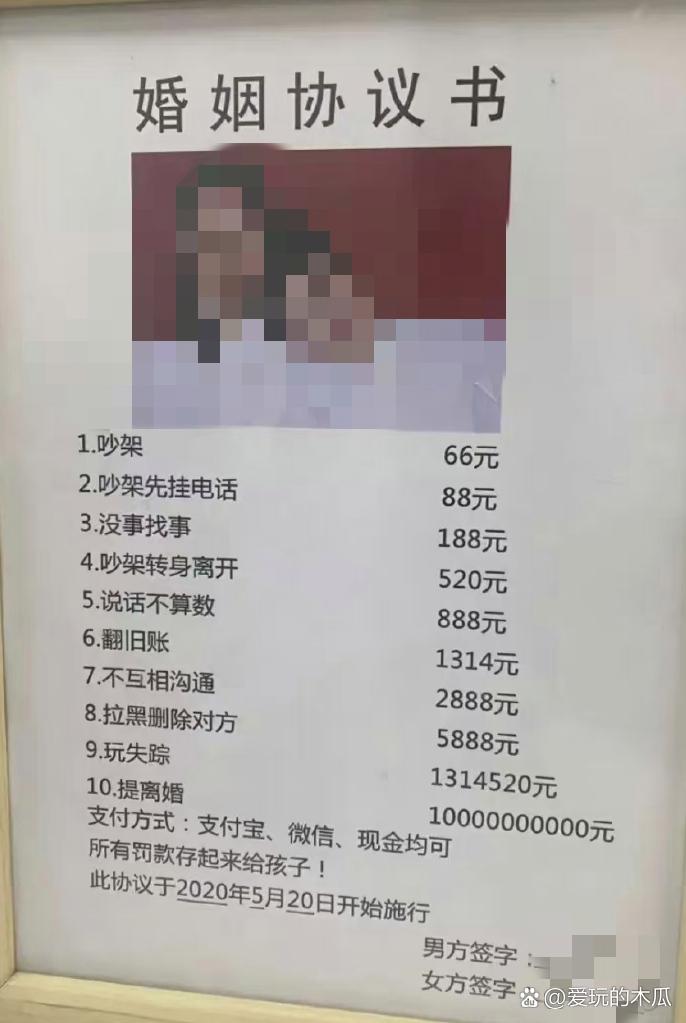 婚姻协议书
1.吵架 66元
2.吵架先挂电话 88元
3.没事找事 188元
4.吵架转身离开 520元
5.说话不算数 888元
6.翻旧账 1314元
7.不互相沟通 2888元
8.拉黑删除对方 5888元
9.玩失踪 1314520元
10.提离婚 10000000000元
支付方式：支付宝、微信、现金均可
所有罚款存起来给孩子！
此协议于2020年5月20日开始施行
男方签字：
女方签字
@爱玩的木瓜